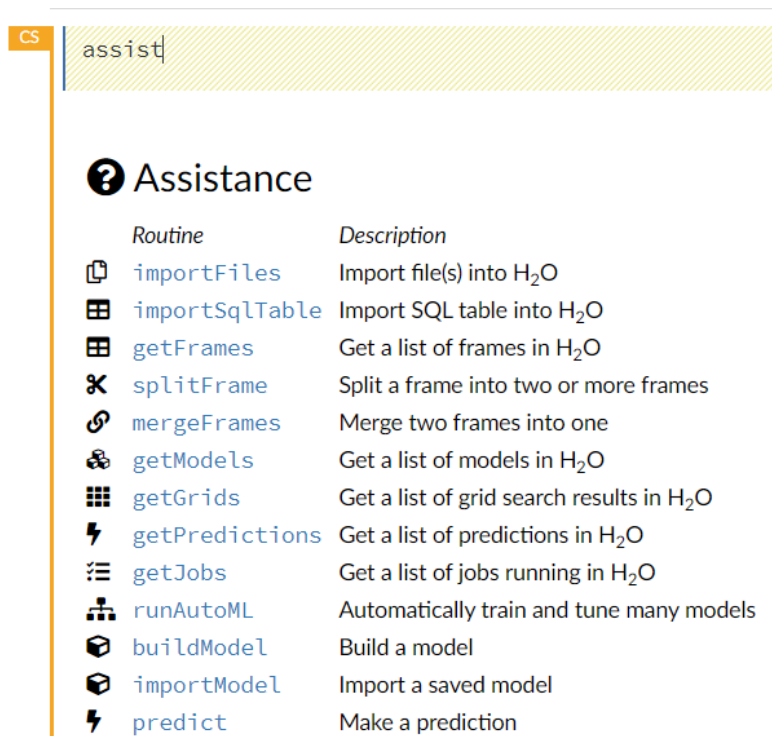 CS
assist
Assistance
Routine Description
importFiles Import file(s) into H₂O
importSqlTable Import SQL table into H₂O
getFrames Get a list of frames in H₂O
splitFrame Split a frame into two or more frames
mergeFrames Merge two frames into one
getModels Get a list of models in H₂O
getGrids Get a list of grid search results in H₂O
getPredictions Get a list of predictions in H₂O
getJobs Get a list of jobs running in H₂O
runAutoML Automatically train and tune many models
buildModel Build a model
importModel Import a saved model
predict Make a prediction